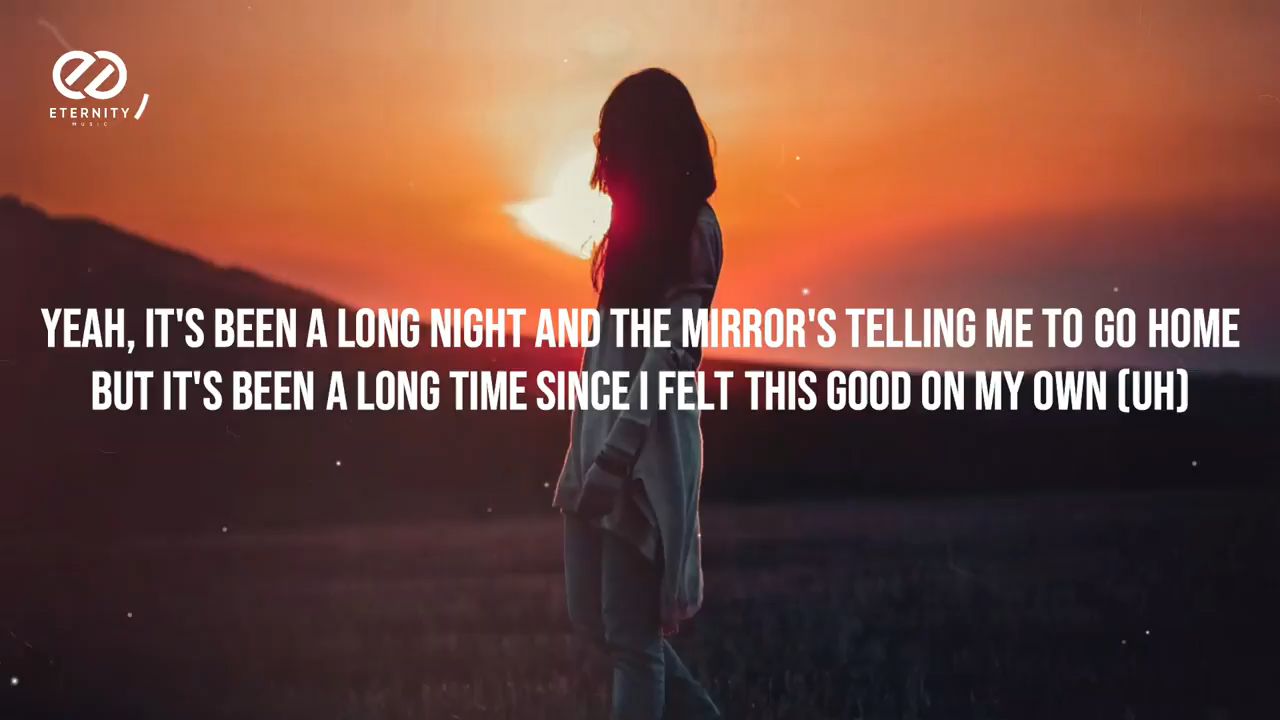 ETERNITY
MUSIC
YEAH, IT'S BEEN A LONG NIGHT AND THE MIRROR'S TELLING ME TO GO HOME
BUT IT'S BEEN A LONG TIME SINCE I FELT THIS GOOD ON MY OWN (UH)